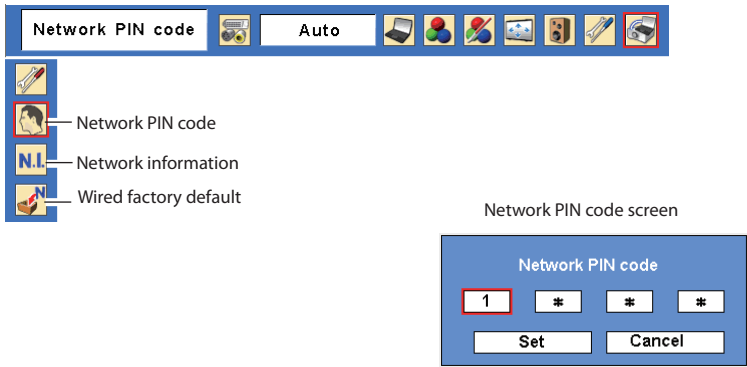 Network PIN code Auto
Network PIN code
N.I. Network information
N
Wired factory default
Network PIN code screen
Network PIN code
1 * * *
Set Cancel